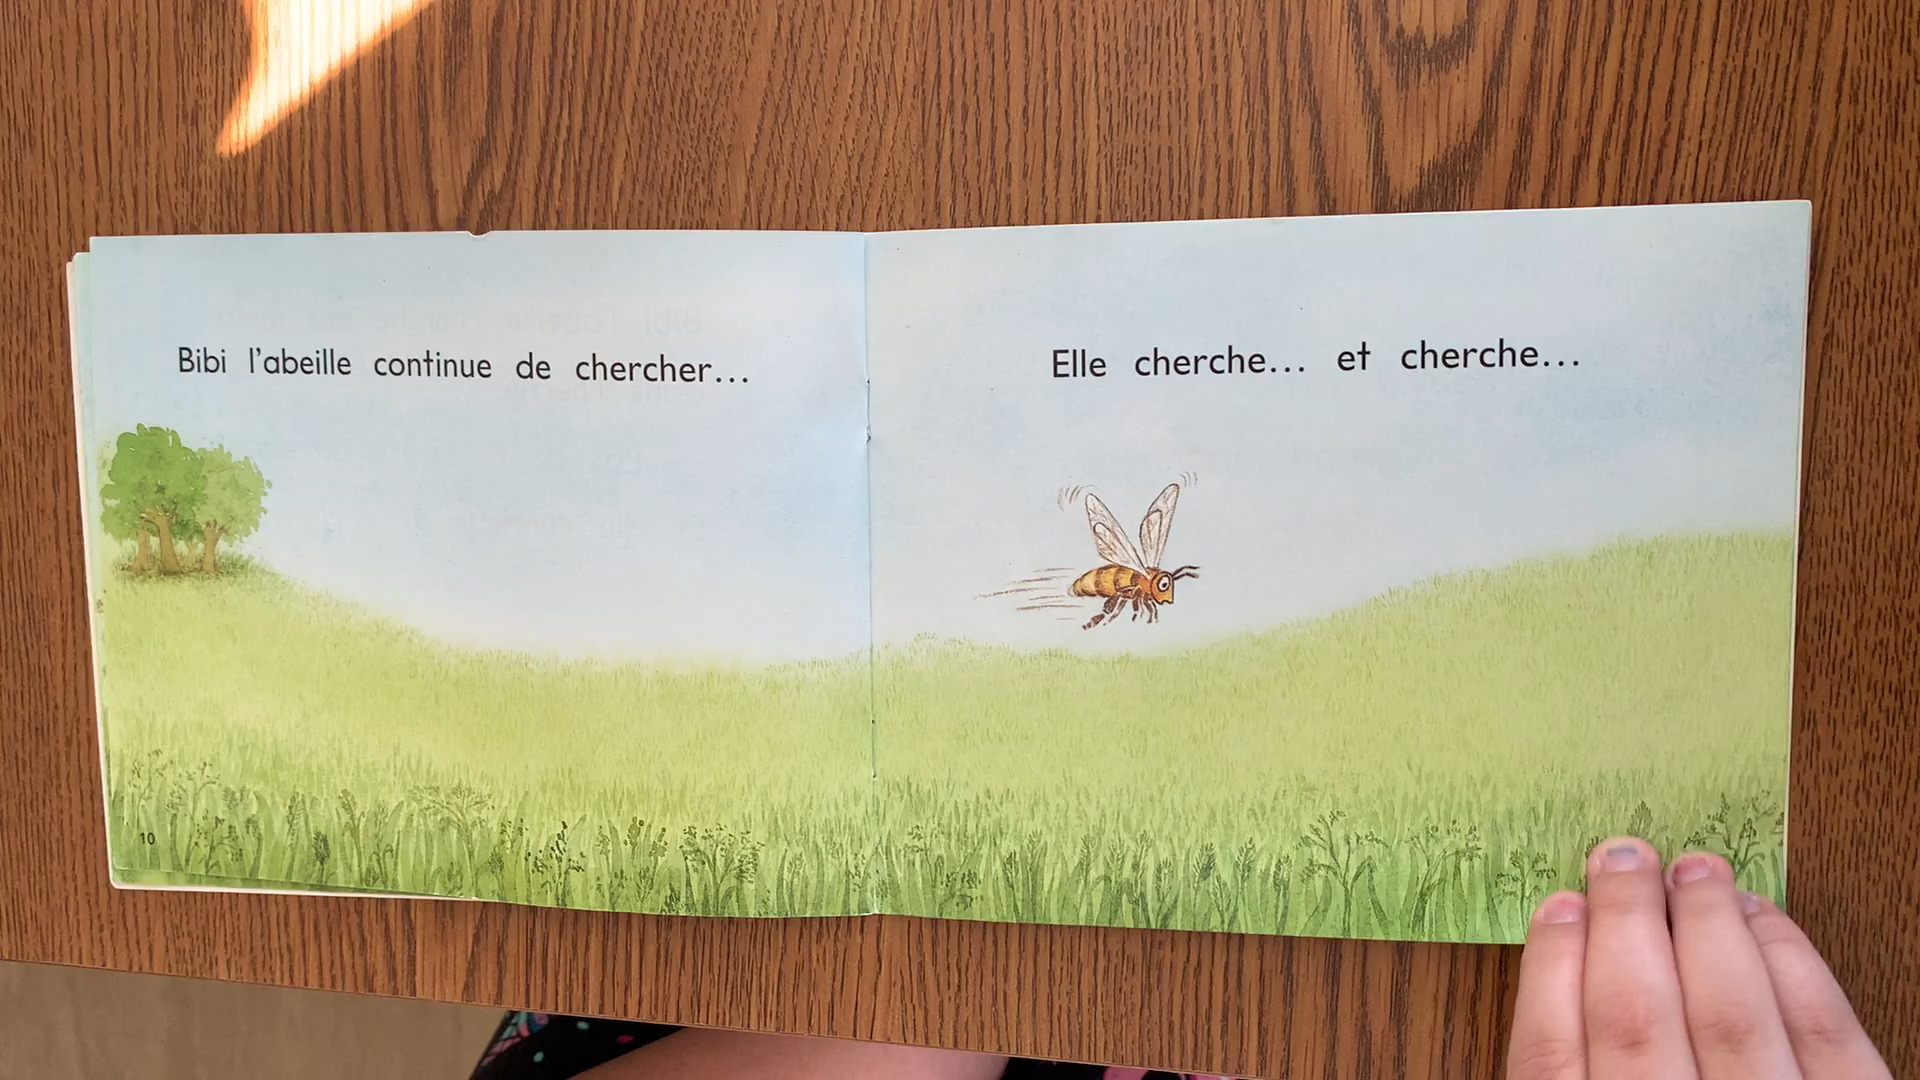 Bibi l'abeille continue de chercher...
10
Elle cherche... et cherche...